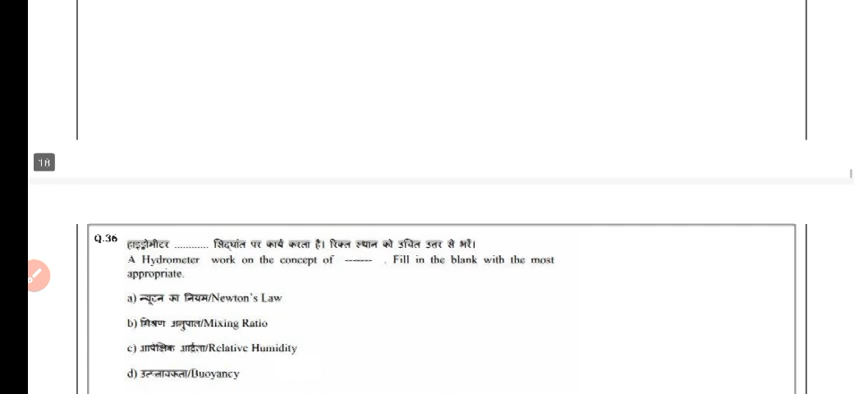 18
Q.36
हाइड्रोमीटर ............ सिद्धांत पर कार्य करता है। रिक्त स्थान को उचित उत्तर से भरें।
A Hydrometer work on the concept of ------- . Fill in the blank with the most
appropriate.
a) न्यूटन का नियम/Newton's Law
b) मिश्रण अनुपात/Mixing Ratio
c) आपेक्षिक आर्द्रता/Relative Humidity
d) उत्प्लावकता/Buoyancy